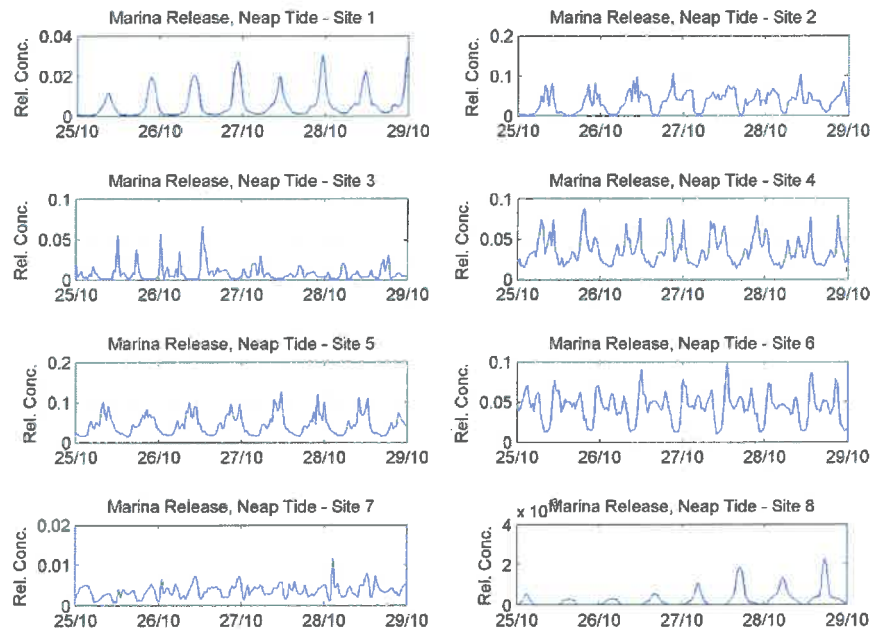 Marina Release, Neap Tide - Site 1
Rel. Conc.
0.04
0.02
0
25/10 26/10 27/10 28/10 29/10
Marina Release, Neap Tide - Site 2
Rel. Conc.
0.2
0.1
0
25/10 26/10 27/10 28/10 29/10
Marina Release, Neap Tide - Site 3
Rel. Conc.
0.1
0.05
0
25/10 26/10 27/10 28/10 29/10
Marina Release, Neap Tide - Site 4
Rel. Conc.
0.1
0.05
0
25/10 26/10 27/10 28/10 29/10
Marina Release, Neap Tide - Site 5
Rel. Conc.
0.2
0.1
0
25/10 26/10 27/10 28/10 29/10
Marina Release, Neap Tide - Site 6
Rel. Conc.
0.1
0.05
0
25/10 26/10 27/10 28/10 29/10
Marina Release, Neap Tide - Site 7
Rel. Conc.
0.02
0.01
0
25/10 26/10 27/10 28/10 29/10
x 10
Marina Release, Neap Tide - Site 8
Rel. Conc.
4
2
0
25/10 26/10 27/10 28/10 29/10